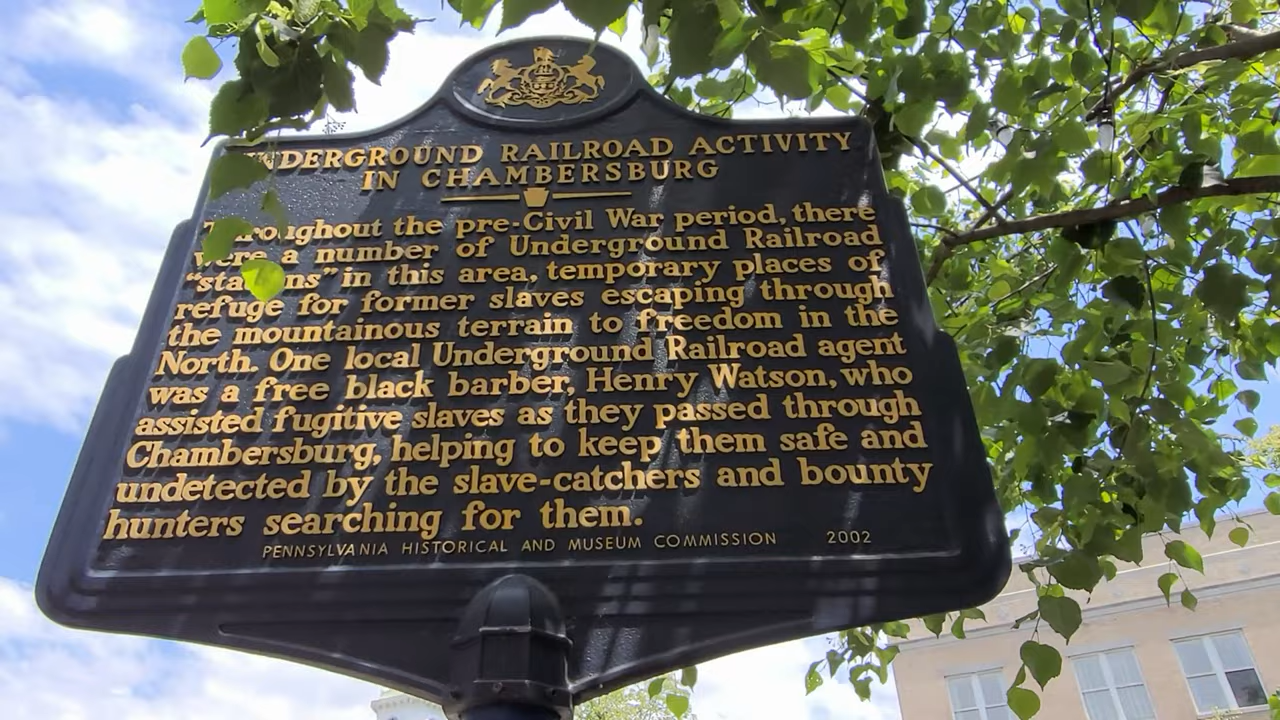 UNDERGROUND RAILROAD ACTIVITY
IN CHAMBERSBURG
Throughout the pre-Civil War period, there
were a number of Underground Railroad
“stations” in this area, temporary places of
refuge for former slaves escaping through
the mountainous terrain to freedom in the
North. One local Underground Railroad agent
was a free black barber, Henry Watson, who
assisted fugitive slaves as they passed through
Chambersburg, helping to keep them safe and
undetected by the slave-catchers and bounty
hunters searching for them.
PENNSYLVANIA HISTORICAL AND MUSEUM COMMISSION 2002